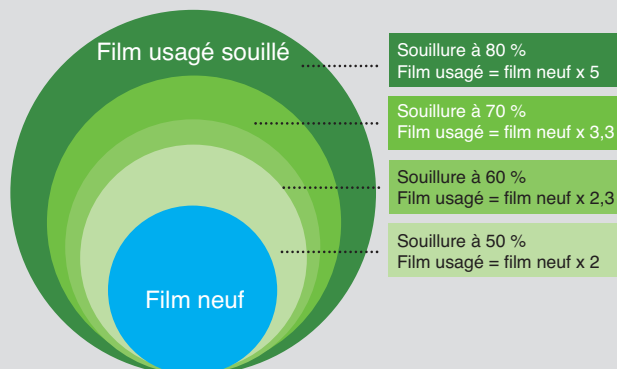 Film usagé souillé
Souillure à 80 %
Film usagé = film neuf x 5
Souillure à 70 %
Film usagé = film neuf x 3,3
Souillure à 60 %
Film usagé = film neuf x 2,3
Souillure à 50 %
Film usagé = film neuf x 2
Film neuf